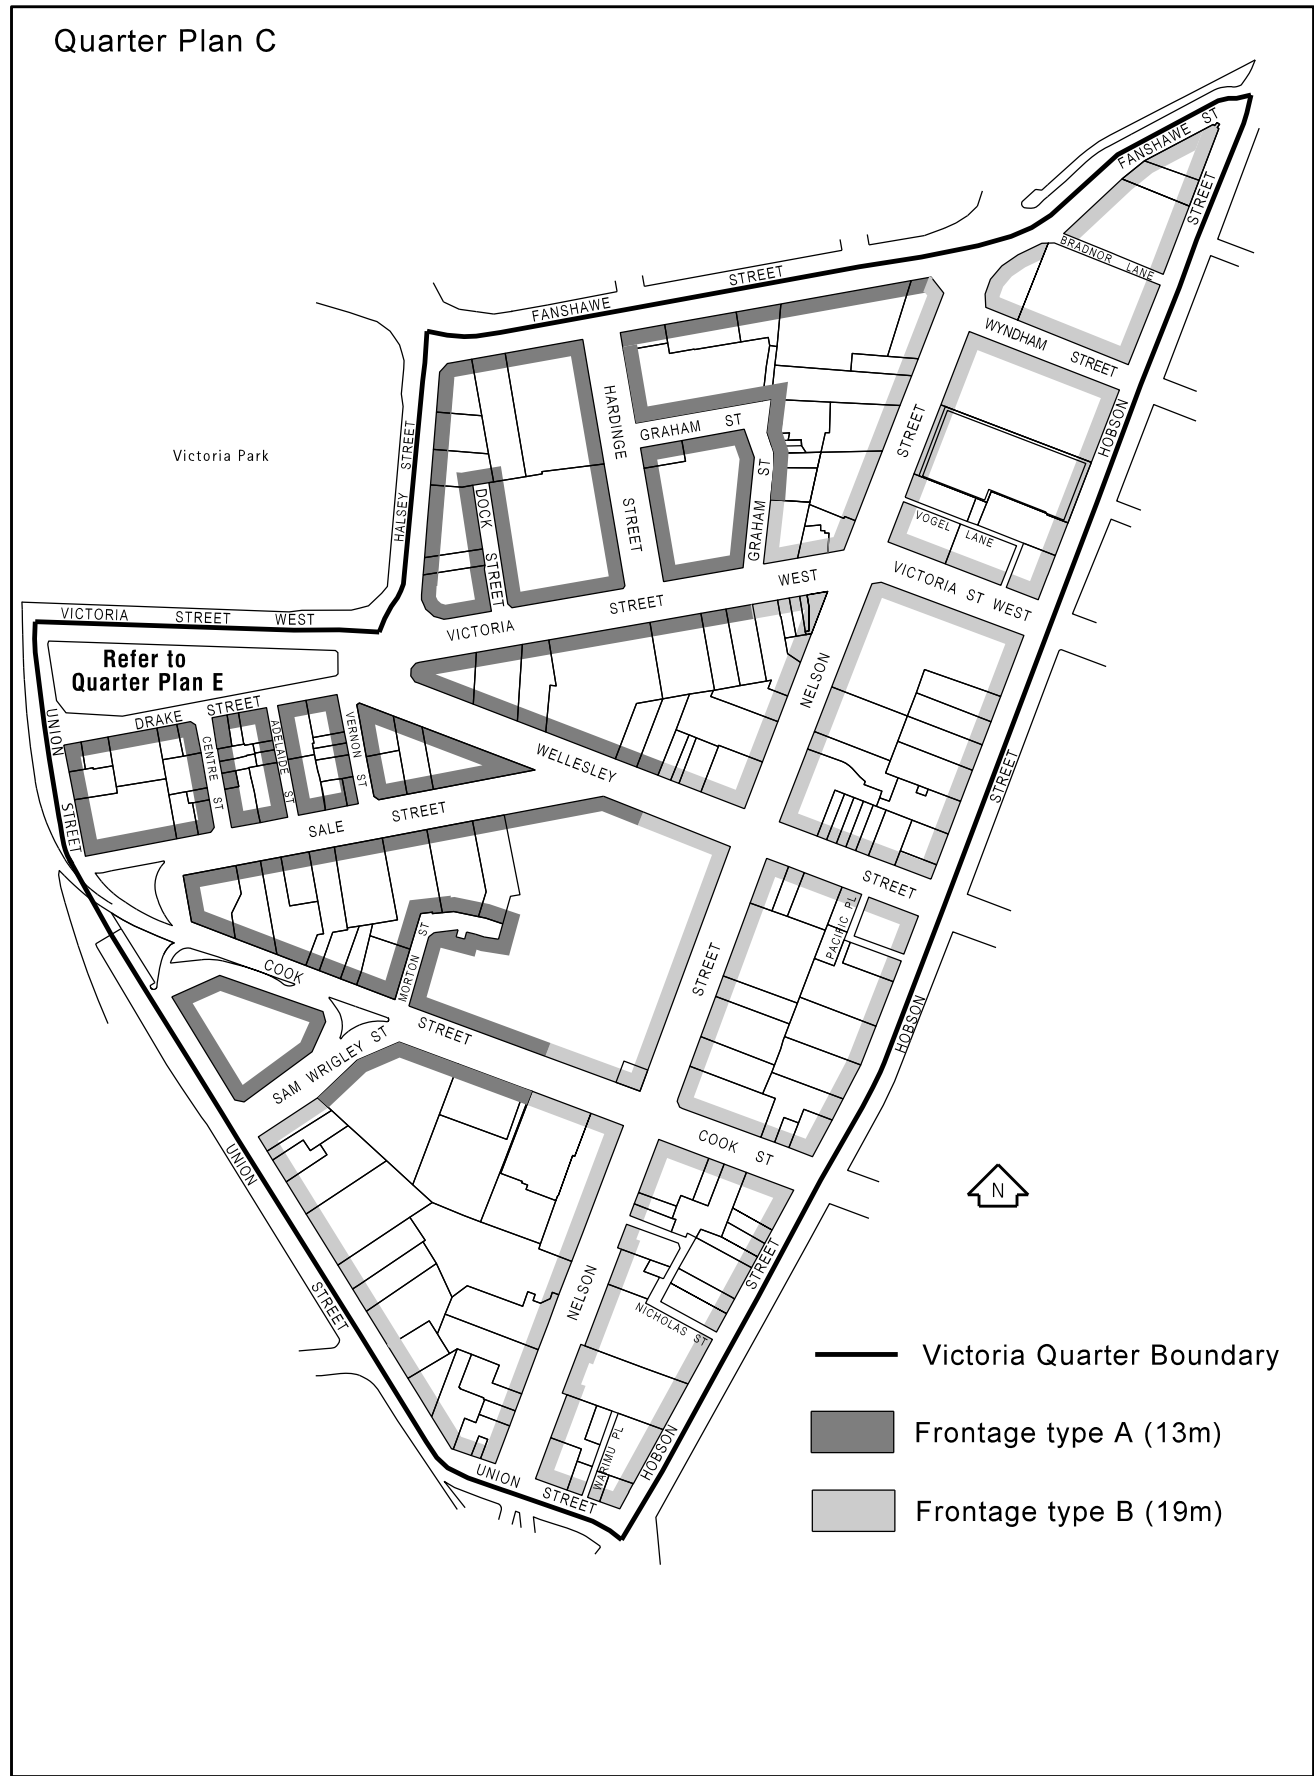 Quarter Plan C
FANSHAWE ST
STREET
BRADNOR LANE
FANSHAWE STREET
WYNDHAM STREET
HARDINGE STREET
GRAHAM ST
STREET
HOBSON
Victoria Park
HALSEY STREET
DOCK STREET
GRAHAM ST
VOGEL LANE
VICTORIA STREET WEST
VICTORIA STREET WEST
VICTORIA ST WEST
Refer to
Quarter Plan E
UNION STREET
DRAKE STREET
CENTRE ST
ADELAIDE ST
VERNON ST
WELLESLEY
NELSON
STREET
SALE STREET
STREET
PACIFIC PL
MORTON ST
STREET
HOBSON
COOK STREET
SAM WRIGLEY ST
COOK ST
UNION
N
STREET
NELSON
STREET
NICHOLAS ST
Victoria Quarter Boundary
Frontage type A (13m)
WARIMU PL
HOBSON
UNION STREET
Frontage type B (19m)